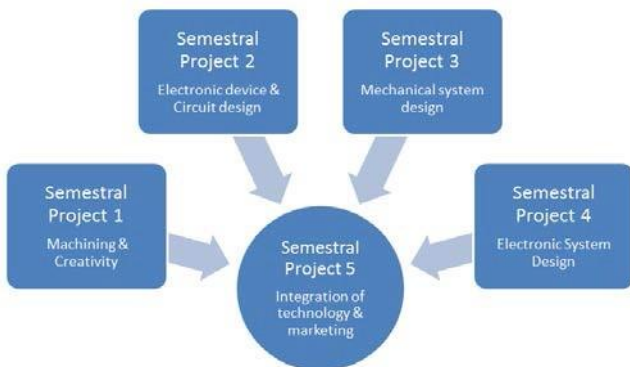 Semestral
Project 2
Electronic device &
Circuit design
Semestral
Project 3
Mechanical system
design
Semestral
Project 1
Machining &
Creativity
Semestral
Project 4
Electronic System
Design
Semestral
Project 5
Integration of
technology &
marketing